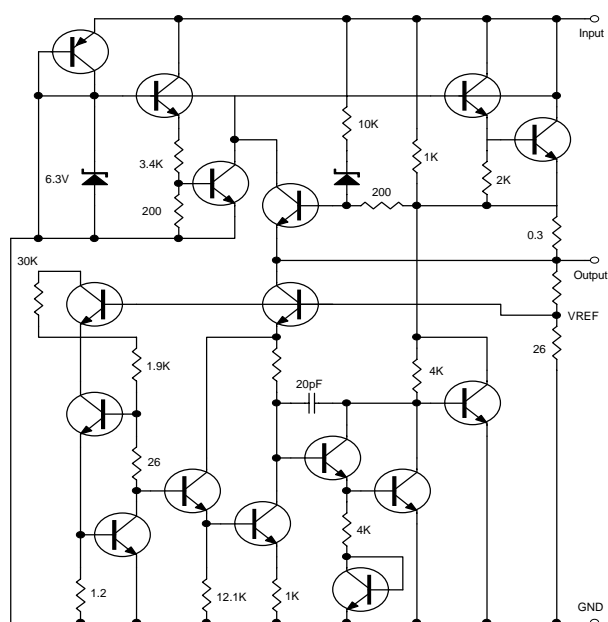 Input
10K
3.4K
1K
6.3V
2K
200
200
0.3
30K
Output
VREF
1.9K
26
20pF
4K
26
4K
1.2
12.1K
1K
GND